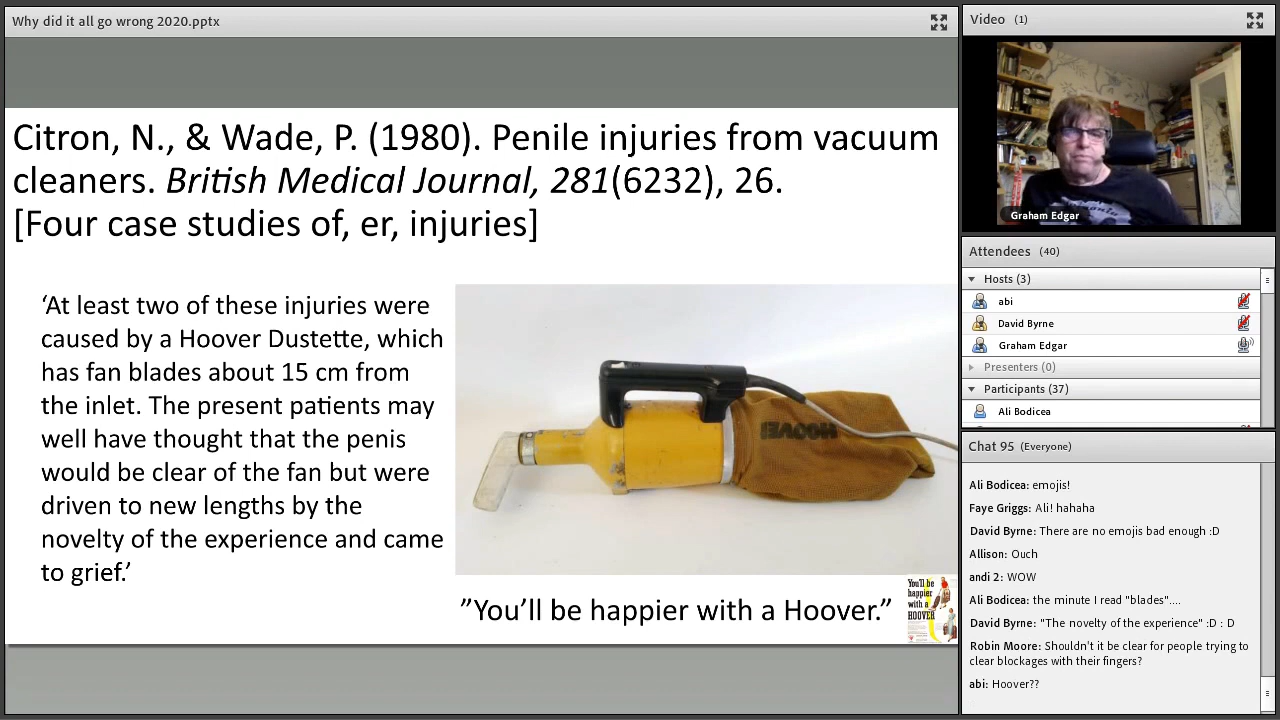 Why did it all go wrong 2020.pptx
Citron, N., & Wade, P. (1980). Penile injuries from vacuum
cleaners. British Medical Journal, 281(6232), 26.
[Four case studies of, er, injuries]
‘At least two of these injuries were
caused by a Hoover Dustette, which
has fan blades about 15 cm from
the inlet. The present patients may
well have thought that the penis
would be clear of the fan but were
driven to new lengths by the
novelty of the experience and came
to grief.’
HOOVER
”You’ll be happier with a Hoover.”
You'll be
happier
with a
HOOVER
Video (1)
Graham Edgar
Attendees (40)
Hosts (3)
abi
David Byrne
Graham Edgar
Presenters (0)
Participants (37)
Ali Bodicea
Chat 95 (Everyone)
Ali Bodicea: emojis!
Faye Griggs: Ali! hahaha
David Byrne: There are no emojis bad enough :D
Allison: Ouch
andi 2: WOW
Ali Bodicea: the minute I read "blades"....
David Byrne: "The novelty of the experience" :D : D
Robin Moore: Shouldn't it be clear for people trying to
clear blockages with their fingers?
abi: Hoover??